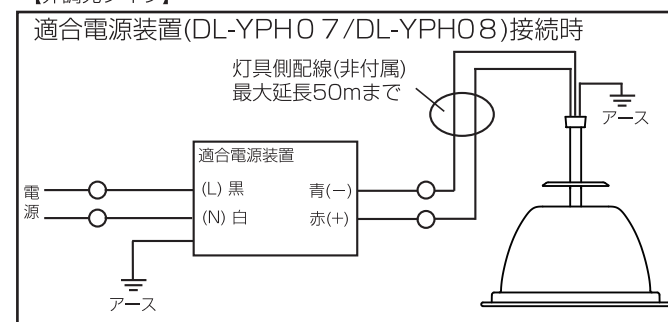 【非調光タイプ】
適合電源装置(DL-YPH０７/DL-YPH０８)接続時
灯具側配線(非付属)
最大延長50mまで
アース
適合電源装置
電源
(L) 黒
青(−)
(N) 白
赤(+)
アース